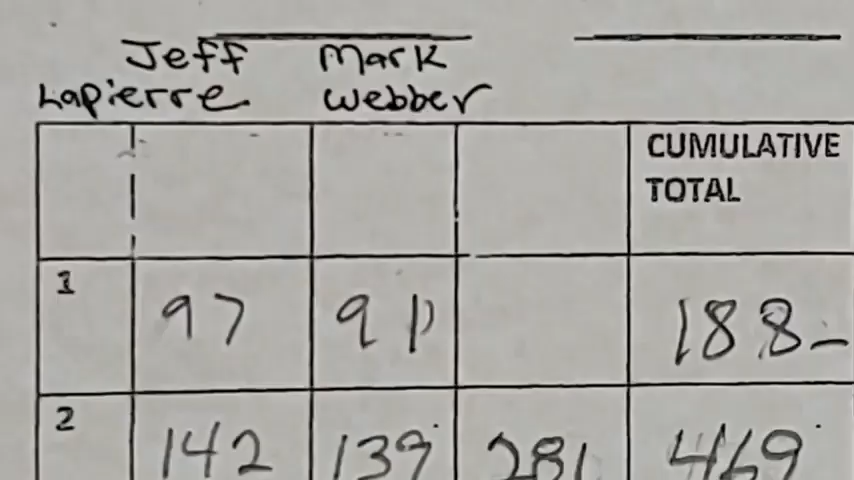 Jeff Mark
Lapierre Webber
CUMULATIVE
TOTAL
1 97 91 188-
2 142 139 281 469